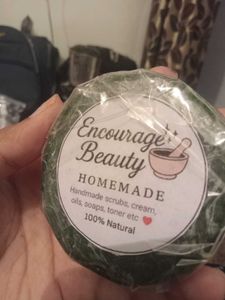 Encourage
Beauty
HOMEMADE
Handmade scrubs, cream,
oils, soaps, toner etc ❤
100% Natural